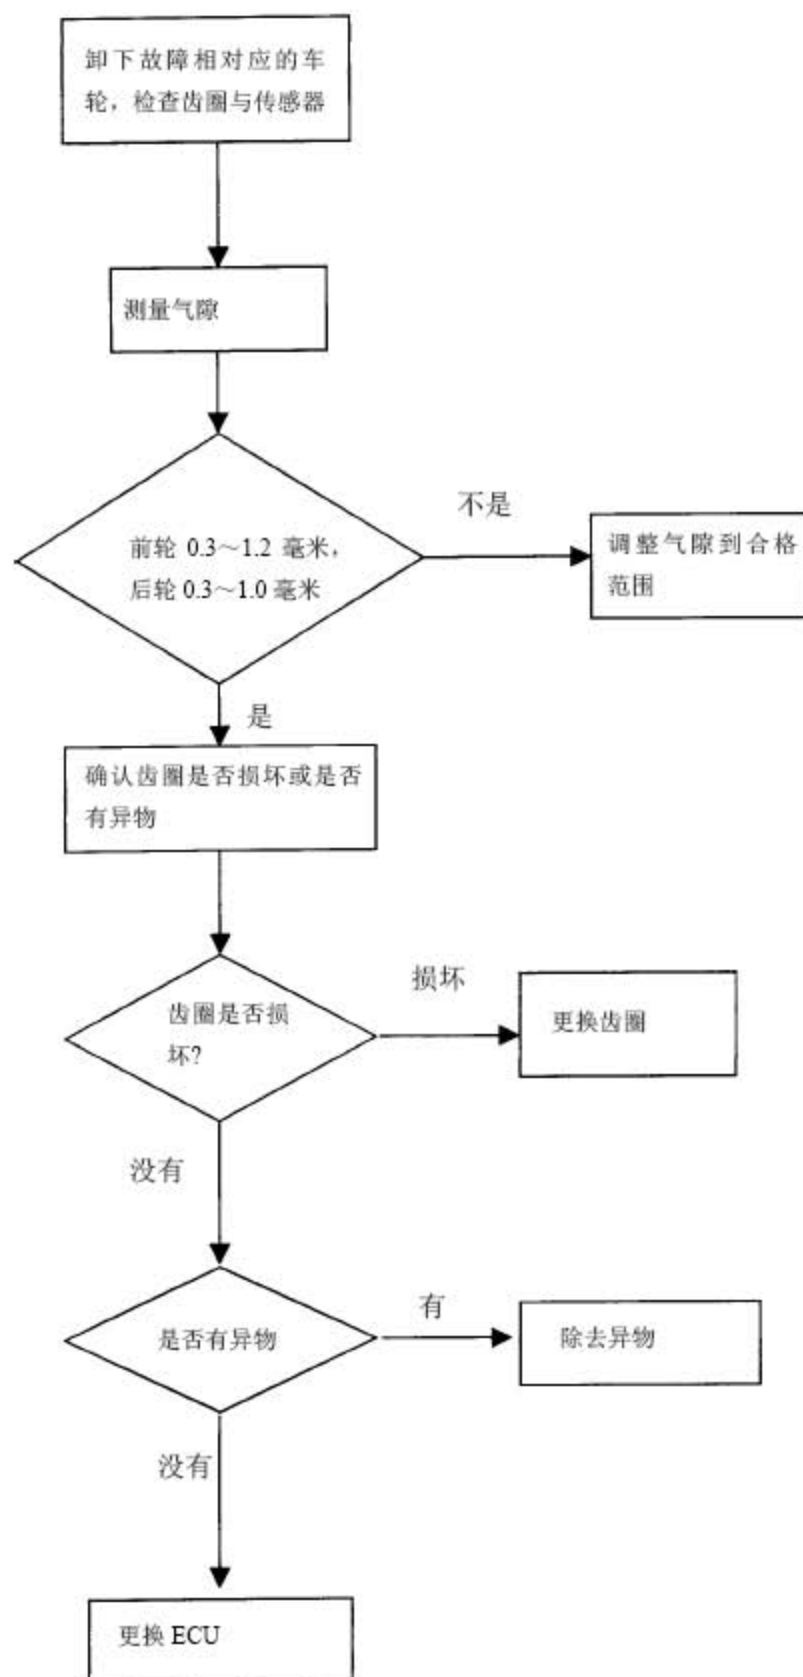 卸下故障相对应的车
轮，检查齿圈与传感器
测量气隙
前轮 0.3～1.2 毫米，
后轮 0.3～1.0 毫米
不是
调整气隙到合格
范围
是
确认齿圈是否损坏或是否
有异物
齿圈是否损
坏?
损坏
更换齿圈
没有
是否有异物
有
除去异物
没有
更换 ECU